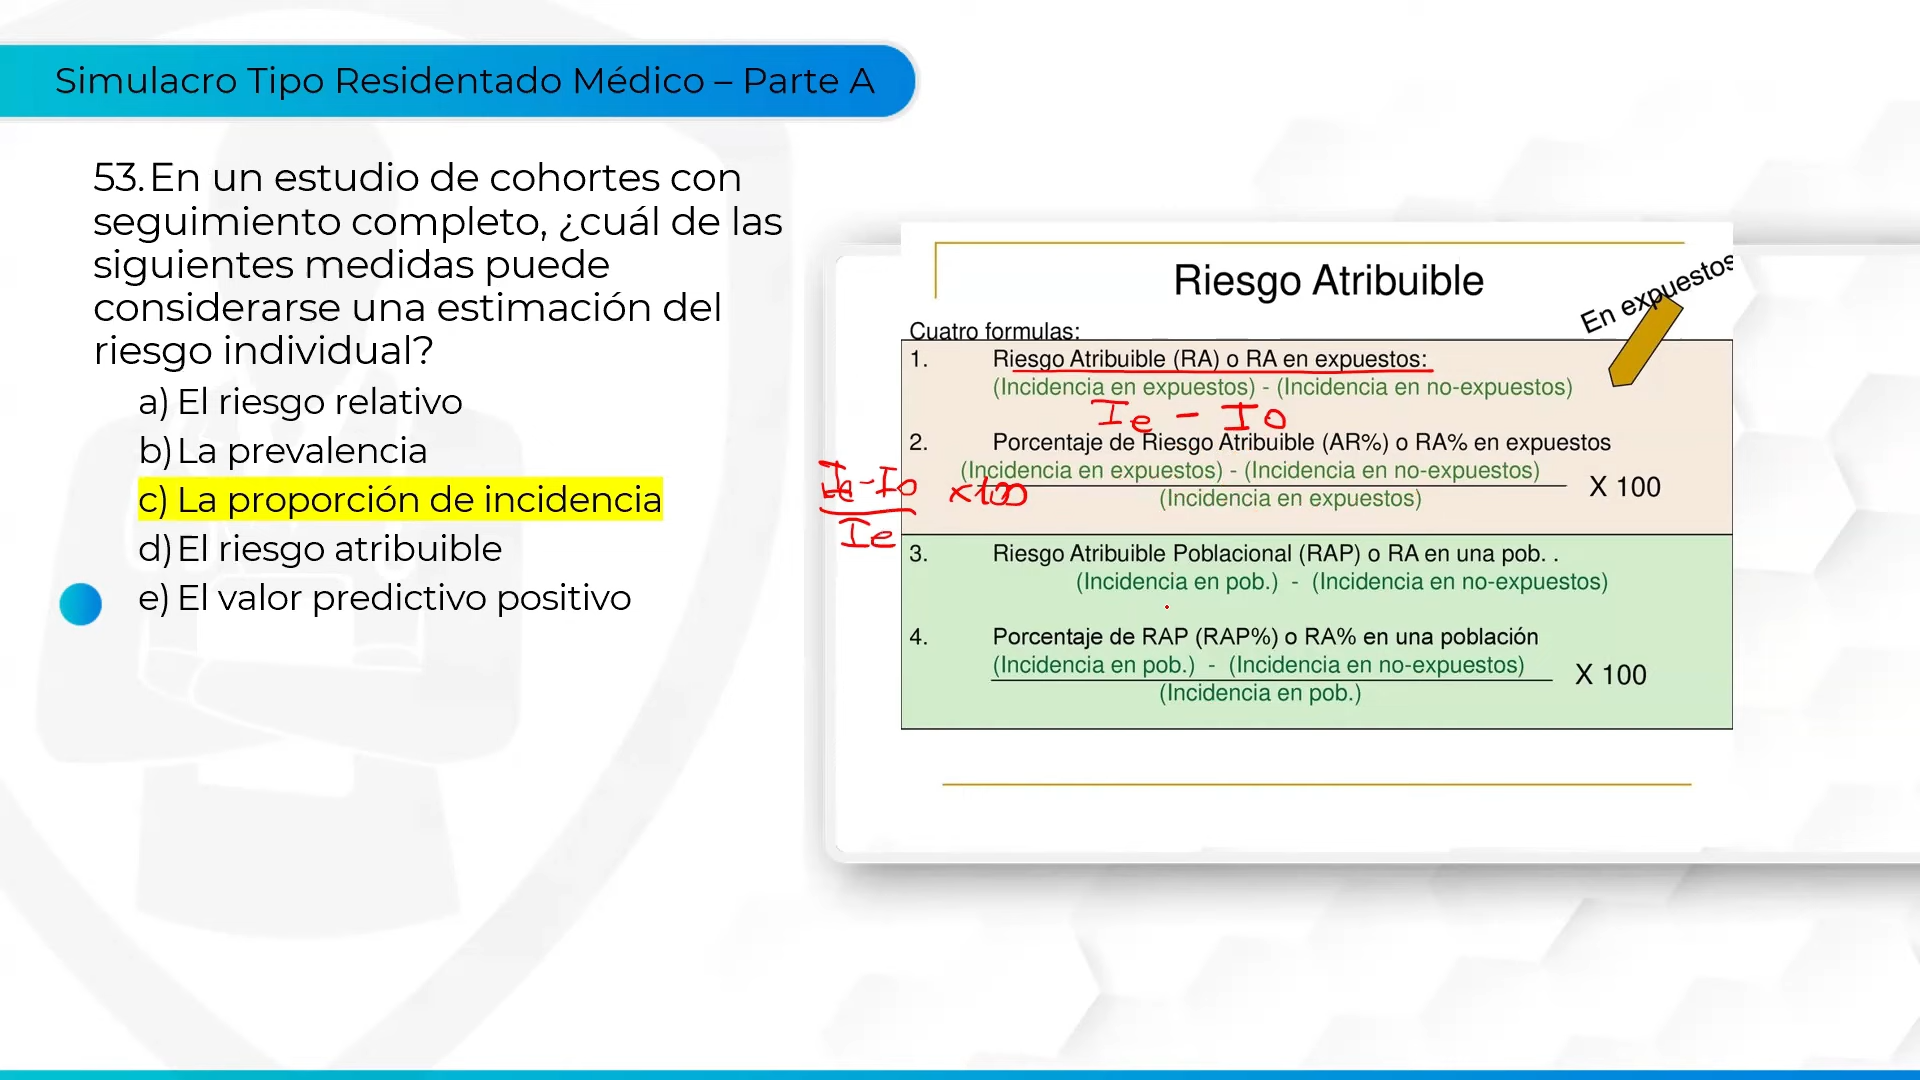 Simulacro Tipo Residentado Médico – Parte A
53. En un estudio de cohortes con
seguimiento completo, ¿cuál de las
siguientes medidas puede
considerarse una estimación del
riesgo individual?
a) El riesgo relativo
b) La prevalencia
c) La proporción de incidencia
d) El riesgo atribuible
e) El valor predictivo positivo
Riesgo Atribuible
En expuestos
Cuatro formulas:
1. Riesgo Atribuible (RA) o RA en expuestos:
(Incidencia en expuestos) - (Incidencia en no-expuestos)
Ie - Io
2. Porcentaje de Riesgo Atribuible (AR%) o RA% en expuestos
(Incidencia en expuestos) - (Incidencia en no-expuestos)
(Incidencia en expuestos)
X 100
Ie - Io x 100
Ie
3. Riesgo Atribuible Poblacional (RAP) o RA en una pob. .
(Incidencia en pob.) - (Incidencia en no-expuestos)
4. Porcentaje de RAP (RAP%) o RA% en una población
(Incidencia en pob.) - (Incidencia en no-expuestos)
(Incidencia en pob.)
X 100